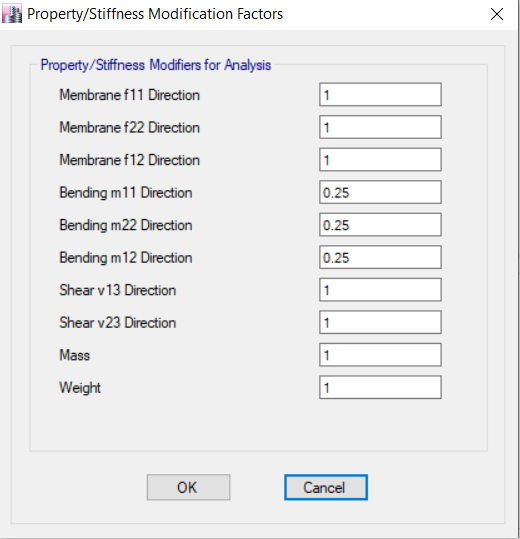 Property/Stiffness Modification Factors
Property/Stiffness Modifiers for Analysis
Membrane f11 Direction 1
Membrane f22 Direction 1
Membrane f12 Direction 1
Bending m11 Direction 0.25
Bending m22 Direction 0.25
Bending m12 Direction 0.25
Shear v13 Direction 1
Shear v23 Direction 1
Mass 1
Weight 1
OK Cancel